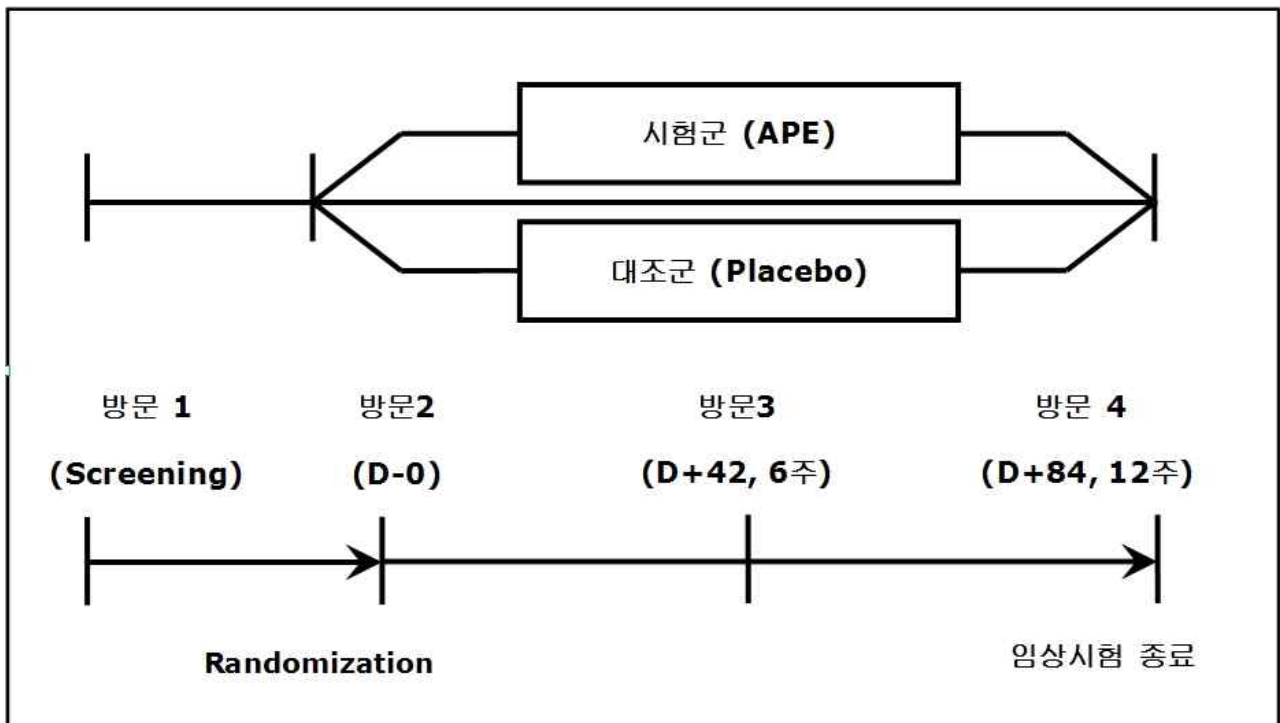 시험군 (APE)
대조군 (Placebo)
방문 1 방문2 방문3 방문 4
(Screening) (D-0) (D+42, 6주) (D+84, 12주)
Randomization 임상시험 종료